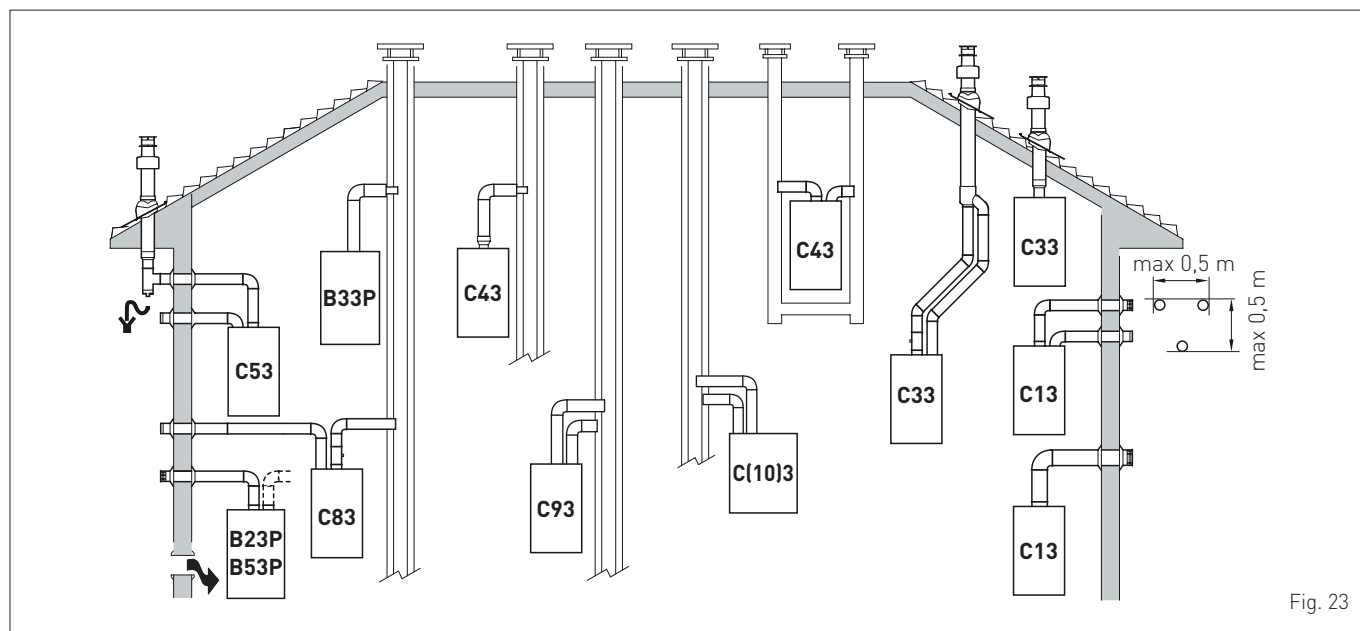 B33P
C43
C43
C33
max 0,5 m
max 0,5 m
C53
C33
C13
C(10)3
C83
C93
B23P
B53P
C13
Fig. 23